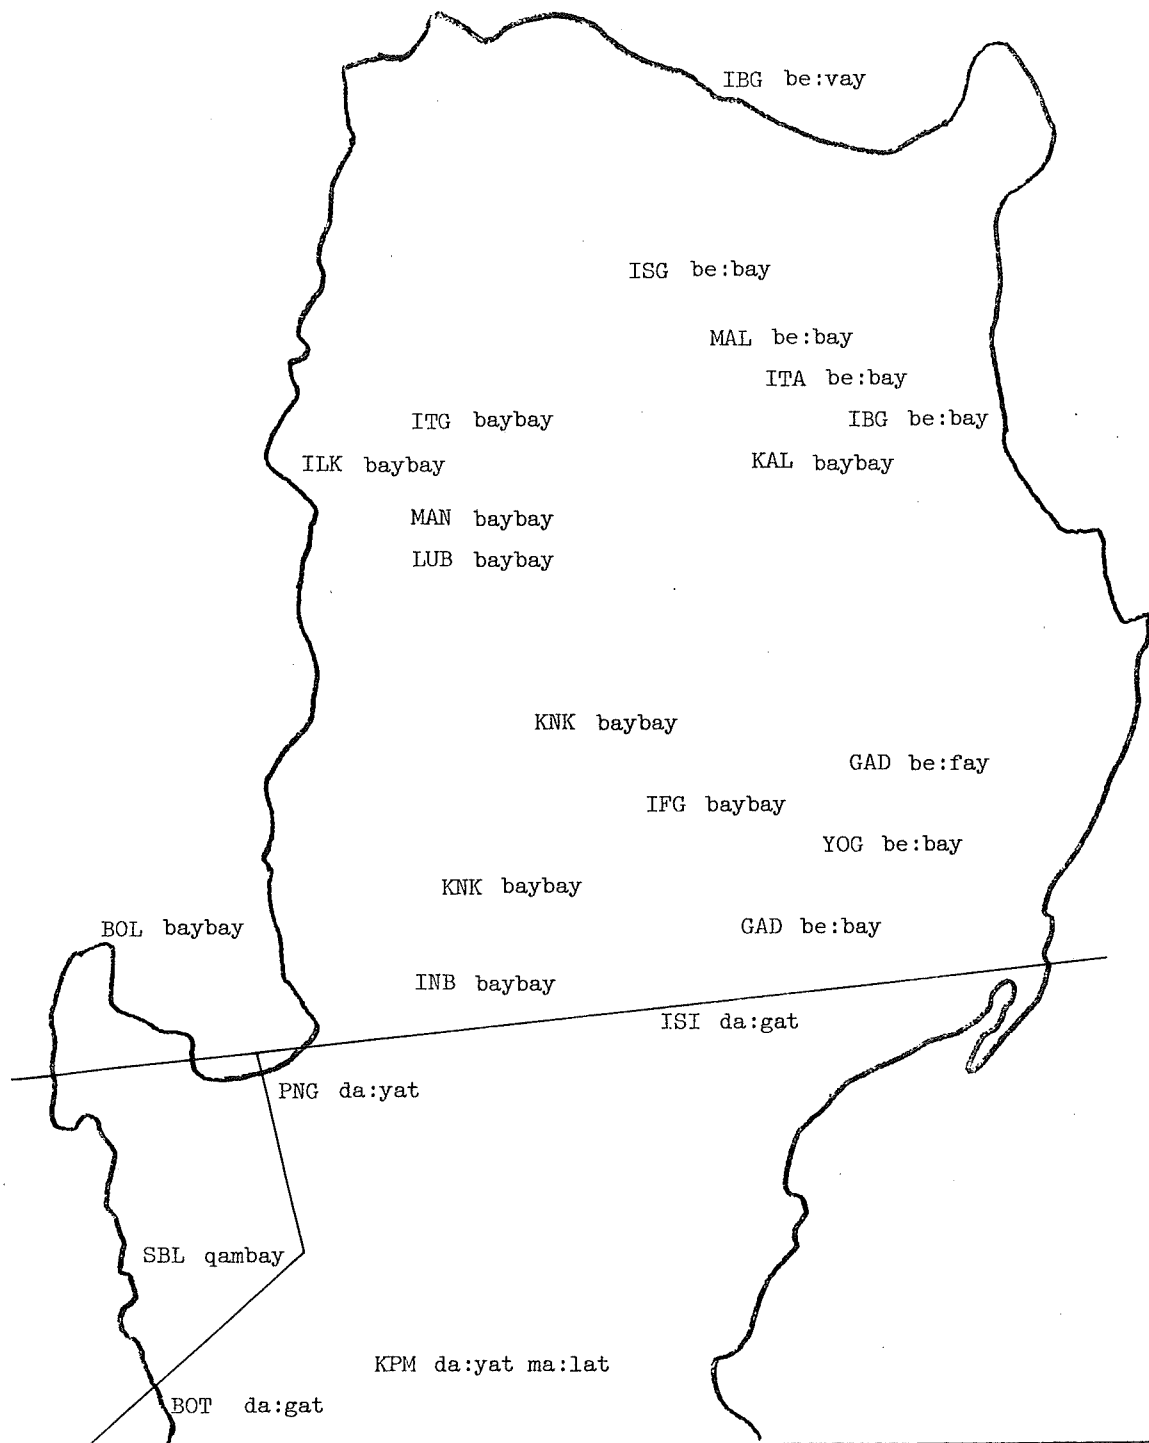 IBG be:vay
ISG be:bay
MAL be:bay
ITA be:bay
ITG baybay
IBG be:bay
ILK baybay
KAL baybay
MAN baybay
LUB baybay
KNK baybay
GAD be:fay
IFG baybay
YOG be:bay
KNK baybay
BOL baybay
GAD be:bay
INB baybay
ISI da:gat
PNG da:yat
SBL qambay
KPM da:yat ma:lat
BOT da:gat